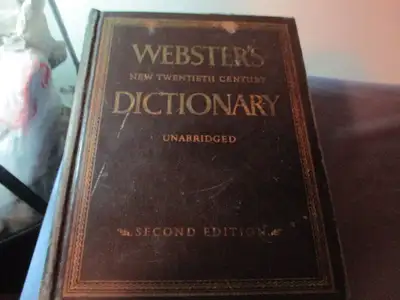 WEBSTER'S
NEW TWENTIETH CENTURY
DICTIONARY
UNABRIDGED
SECOND EDITION